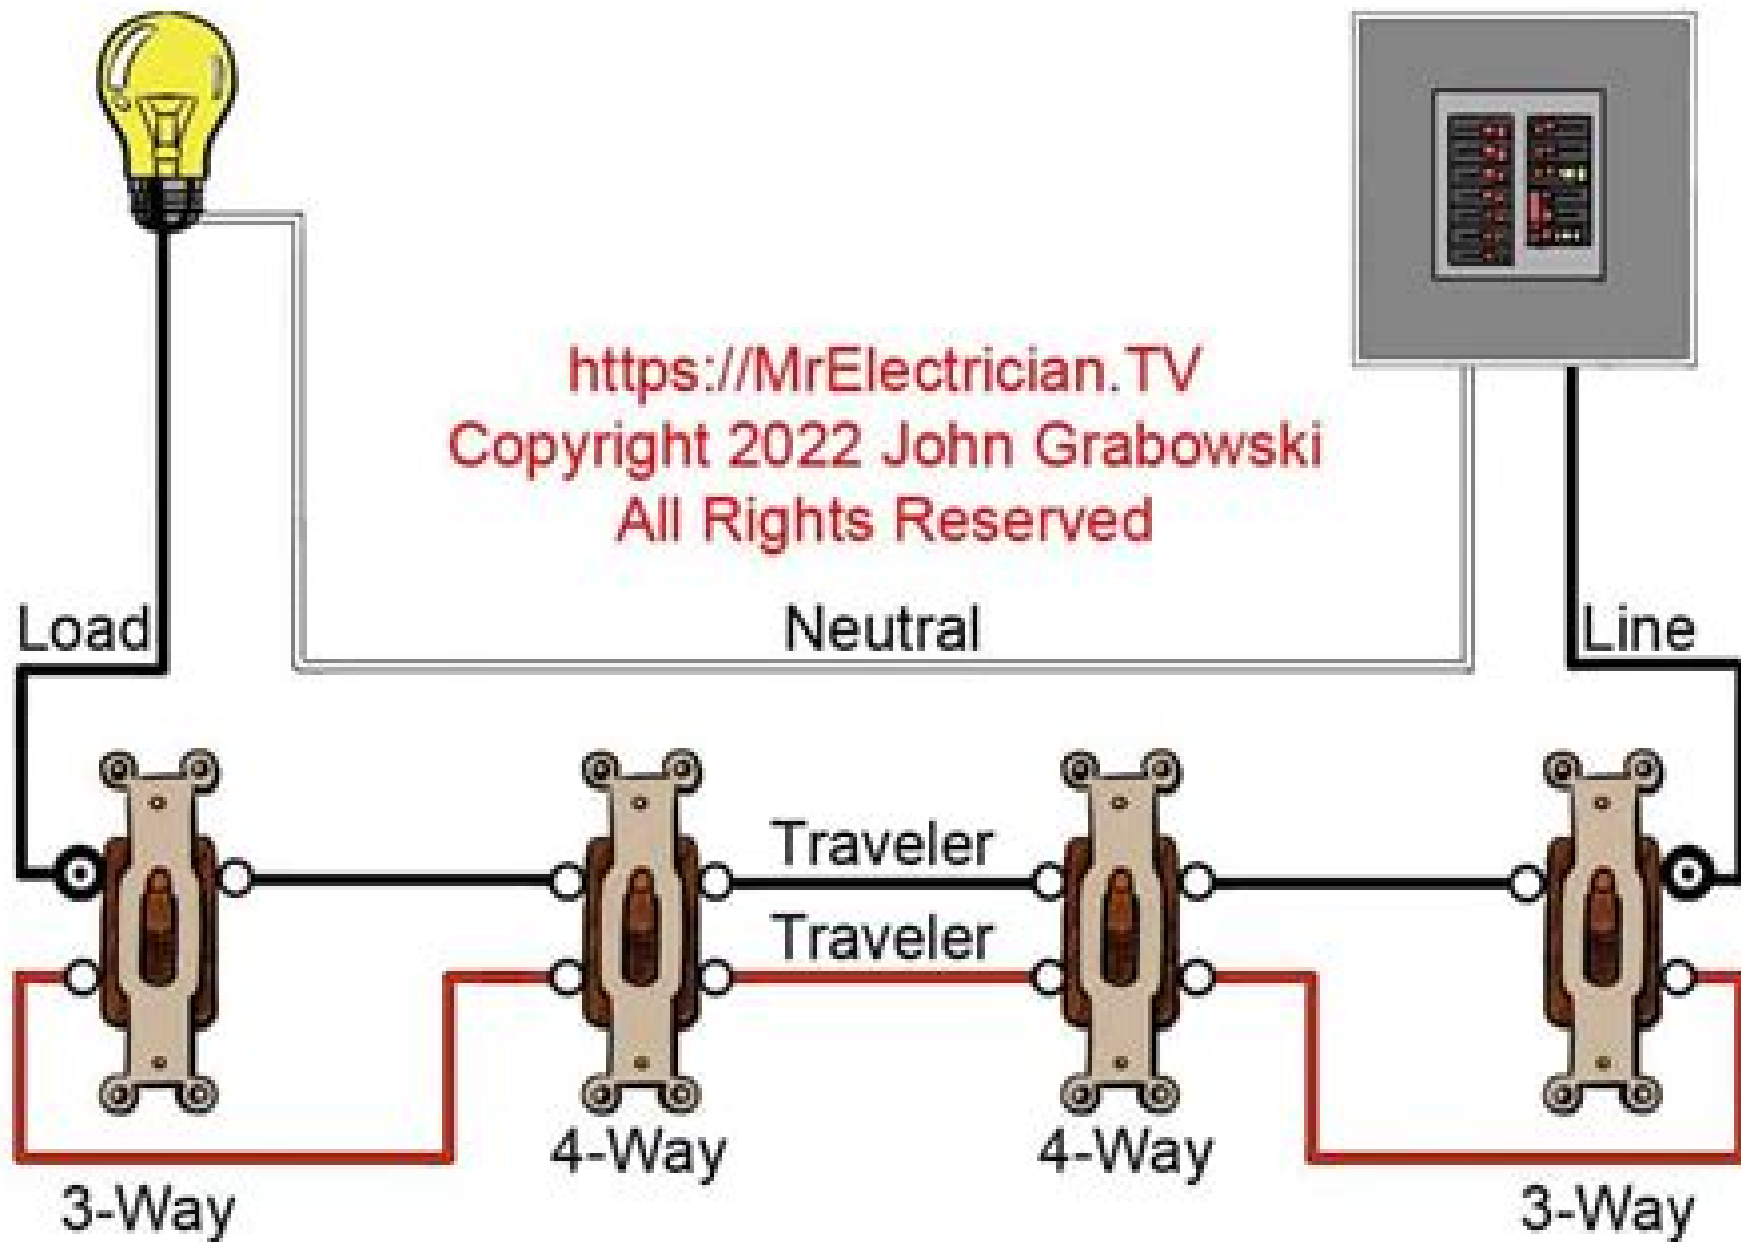 https://MrElectrician.TV
Copyright 2022 John Grabowski
All Rights Reserved
Load
Neutral
Line
Traveler
Traveler
4-Way
4-Way
3-Way
3-Way